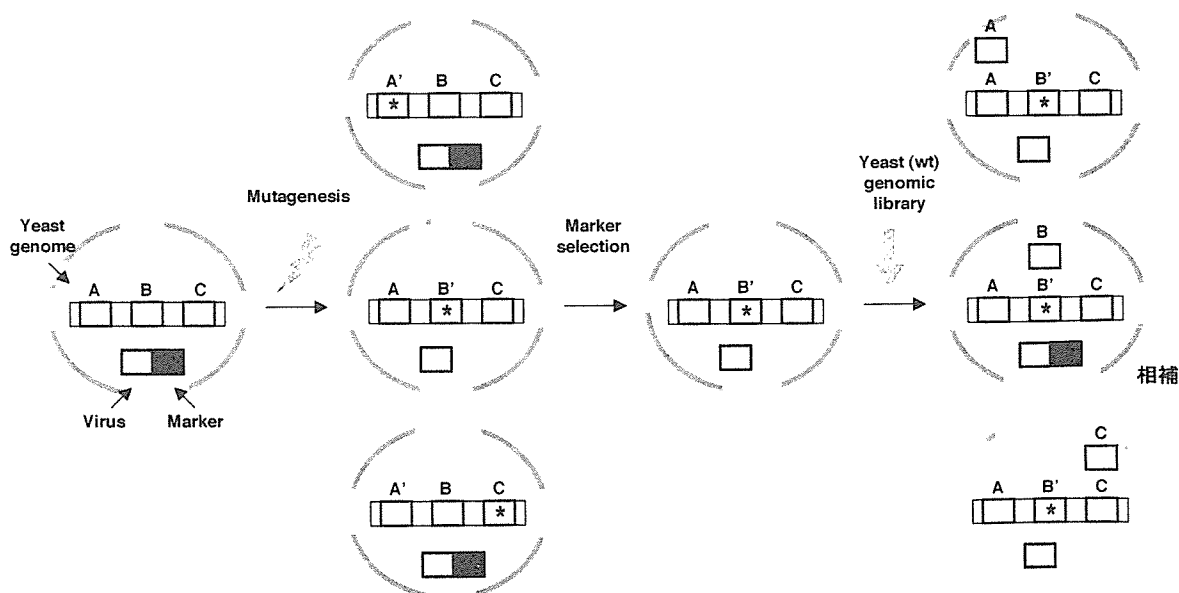 A' B C
*
Mutagenesis
Yeast
genome
A B C
Virus Marker
A B' C
*
A' B C
*
Marker
selection
A B' C
*
Yeast (wt)
genomic
library
A
A B' C
*
B
A B' C
*
相補
C
A B' C
*